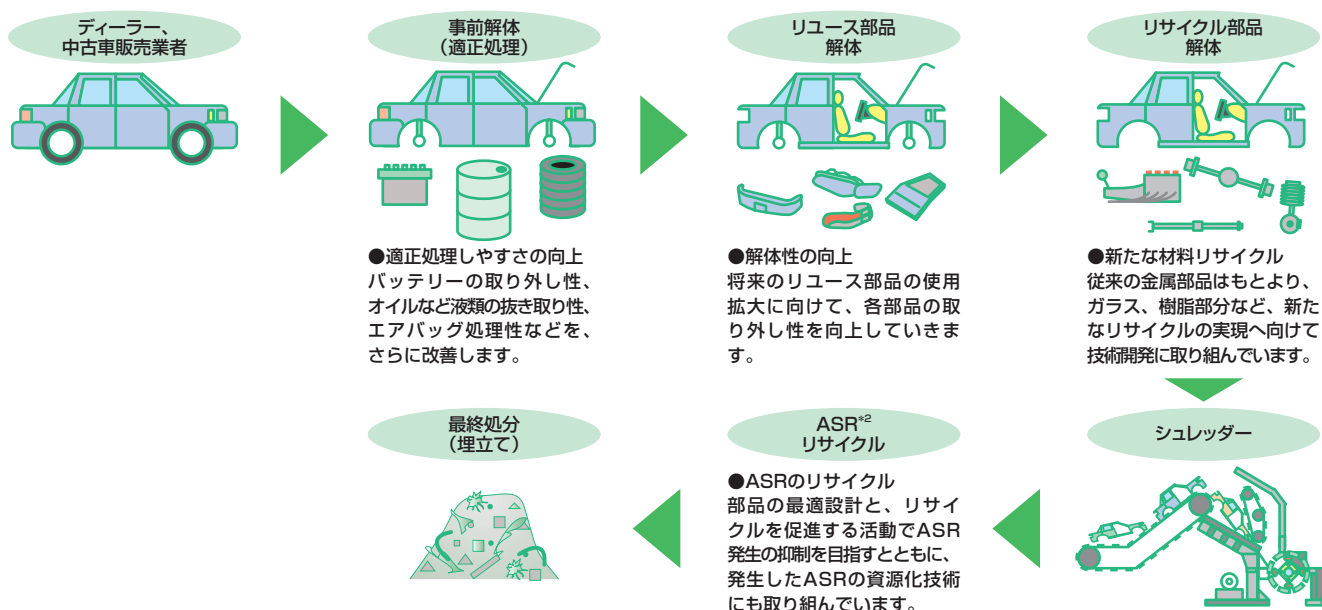 ディーラー、
中古車販売業者
事前解体
（適正処理）
●適正処理しやすさの向上
バッテリーの取り外し性、
オイルなど液類の抜き取り性、
エアバッグ処理性などを、
さらに改善します。
リユース部品
解体
●解体性の向上
将来のリユース部品の使用
拡大に向けて、各部品の取
り外し性を向上していきま
す。
リサイクル部品
解体
●新たな材料リサイクル
従来の金属部品はもとより、
ガラス、樹脂部分など、新た
なリサイクルの実現へ向けて
技術開発に取り組んでいます。
シュレッダー
ASR*2
リサイクル
●ASRのリサイクル
部品の最適設計と、リサイ
クルを促進する活動でASR
発生の抑制を目指すとともに、
発生したASRの資源化技術
にも取り組んでいます。
最終処分
（埋立て）